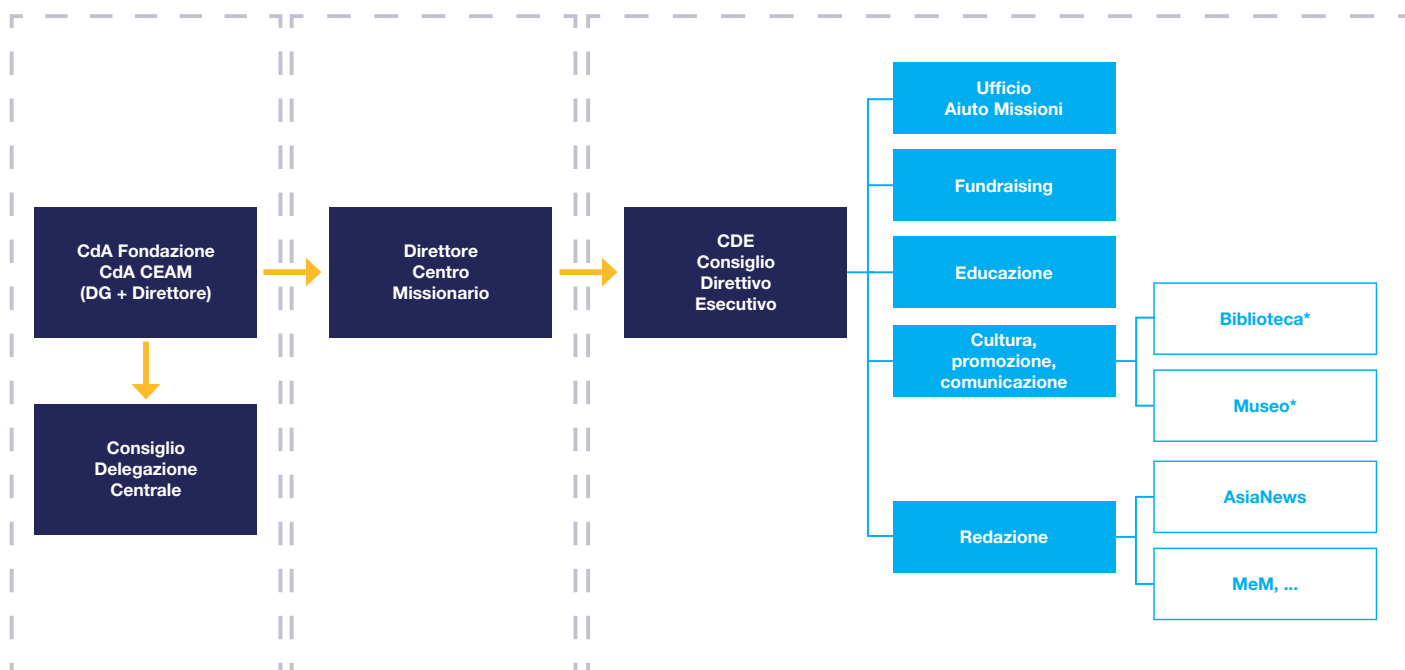 CdA Fondazione
CdA CEAM
(DG + Direttore)
Consiglio
Delegazione
Centrale
Direttore
Centro
Missionario
CDE
Consiglio
Direttivo
Esecutivo
Ufficio
Aiuto Missioni
Fundraising
Educazione
Cultura,
promozione,
comunicazione
Biblioteca*
Museo*
Redazione
AsiaNews
MeM, ...